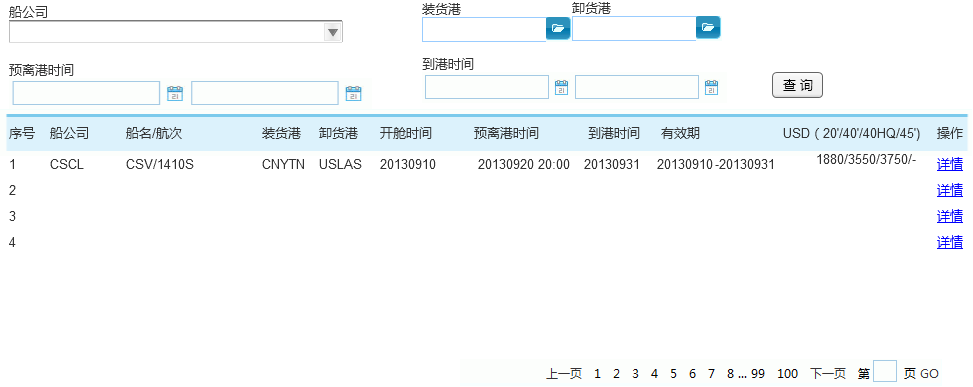 船公司 装货港 卸货港
预离港时间 到港时间
21 21 21 21 查 询
序号 船公司 船名/航次 装货港 卸货港 开舱时间 预离港时间 到港时间 有效期 USD ( 20'/40'/40HQ/45') 操作
1 CSCL CSV/1410S CNYTN USLAS 20130910 20130920 20:00 20130931 20130910 -20130931 1880/3550/3750/- 详情
2 详情
3 详情
4 详情
上一页 1 2 3 4 5 6 7 8 ... 99 100 下一页 第 页 GO